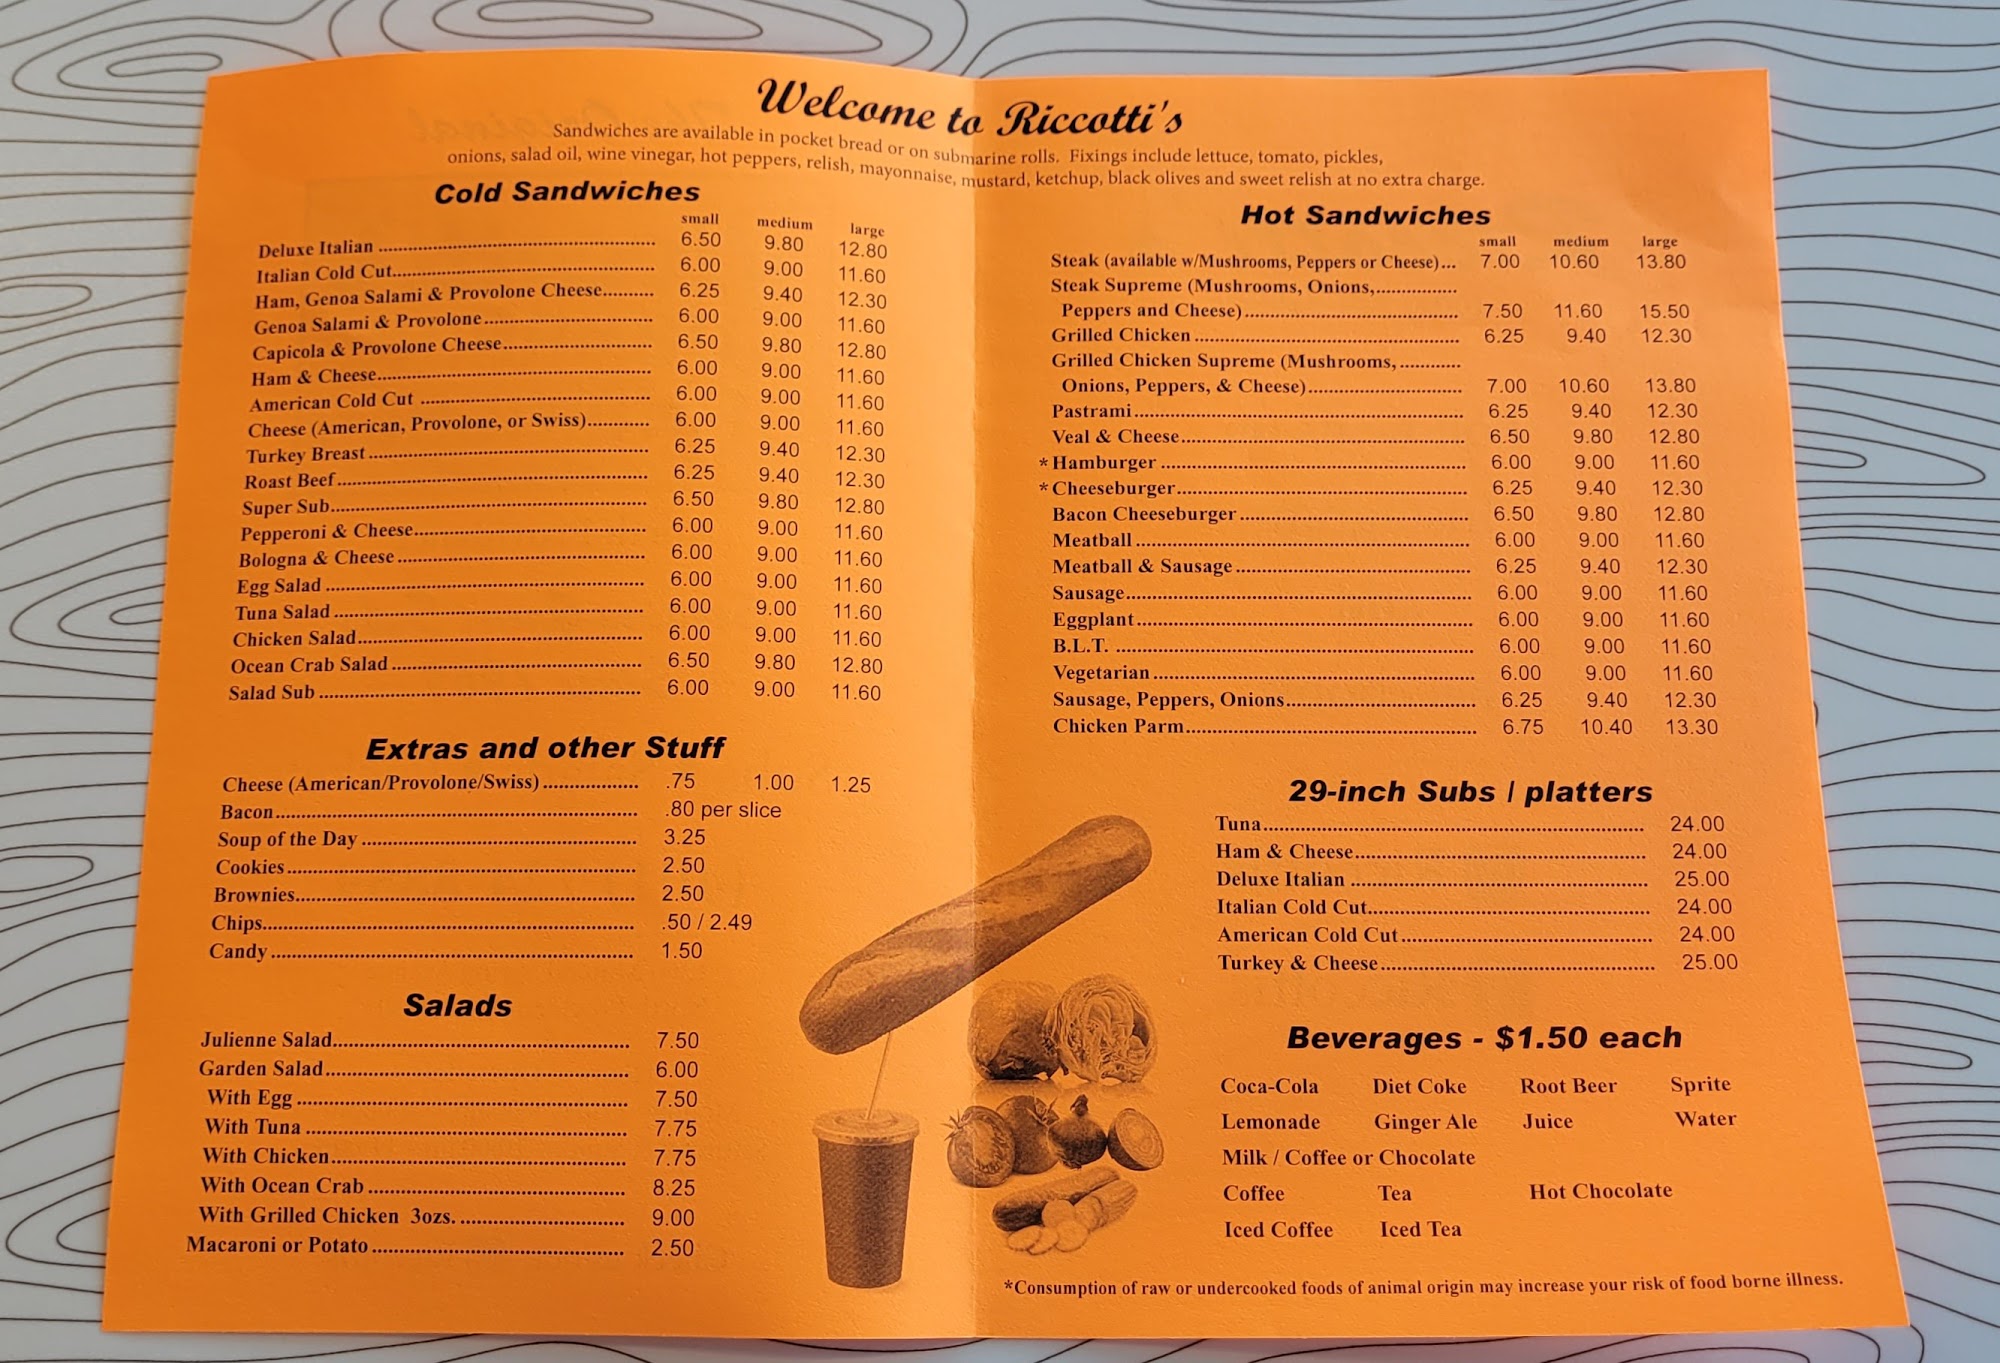 Welcome to Riccotti's
Sandwiches are available in pocket bread or on submarine rolls. Fixings include lettuce, tomato, pickles,
onions, salad oil, wine vinegar, hot peppers, relish, mayonnaise, mustard, ketchup, black olives and sweet relish at no extra charge.
Cold Sandwiches
small medium large
Deluxe Italian 6.50 9.80 12.80
Italian Cold Cut 6.00 9.00 11.60
Ham, Genoa Salami & Provolone Cheese 6.25 9.40 12.30
Genoa Salami & Provolone 6.00 9.00 11.60
Capicola & Provolone Cheese 6.50 9.80 12.80
Ham & Cheese 6.00 9.00 11.60
American Cold Cut 6.00 9.00 11.60
Cheese (American, Provolone, or Swiss) 6.00 9.00 11.60
Turkey Breast 6.25 9.40 12.30
Roast Beef 6.25 9.40 12.30
Super Sub 6.50 9.80 12.80
Pepperoni & Cheese 6.00 9.00 11.60
Bologna & Cheese 6.00 9.00 11.60
Egg Salad 6.00 9.00 11.60
Tuna Salad 6.00 9.00 11.60
Chicken Salad 6.00 9.00 11.60
Ocean Crab Salad 6.50 9.80 12.80
Salad Sub 6.00 9.00 11.60
Extras and other Stuff
Cheese (American/Provolone/Swiss) .75 1.00 1.25
Bacon .80 per slice
Soup of the Day 3.25
Cookies 2.50
Brownies 2.50
Chips .50 / 2.49
Candy 1.50
Salads
Julienne Salad 7.50
Garden Salad 6.00
With Egg 7.50
With Tuna 7.75
With Chicken 7.75
With Ocean Crab 8.25
With Grilled Chicken 3ozs. 9.00
Macaroni or Potato 2.50
Hot Sandwiches
small medium large
Steak (available w/Mushrooms, Peppers or Cheese) 7.00 10.60 13.80
Steak Supreme (Mushrooms, Onions,
Peppers and Cheese) 7.50 11.60 15.50
Grilled Chicken 6.25 9.40 12.30
Grilled Chicken Supreme (Mushrooms,
Onions, Peppers, & Cheese) 7.00 10.60 13.80
Pastrami 6.25 9.40 12.30
Veal & Cheese 6.50 9.80 12.80
*Hamburger 6.00 9.00 11.60
*Cheeseburger 6.25 9.40 12.30
Bacon Cheeseburger 6.50 9.80 12.80
Meatball 6.00 9.00 11.60
Meatball & Sausage 6.25 9.40 12.30
Sausage 6.00 9.00 11.60
Eggplant 6.00 9.00 11.60
B.L.T. 6.00 9.00 11.60
Vegetarian 6.00 9.00 11.60
Sausage, Peppers, Onions 6.25 9.40 12.30
Chicken Parm 6.75 10.40 13.30
29-inch Subs / platters
Tuna 24.00
Ham & Cheese 24.00
Deluxe Italian 25.00
Italian Cold Cut 24.00
American Cold Cut 24.00
Turkey & Cheese 25.00
Beverages - $1.50 each
Coca-Cola Diet Coke Root Beer Sprite
Lemonade Ginger Ale Juice Water
Milk / Coffee or Chocolate
Coffee Tea Hot Chocolate
Iced Coffee Iced Tea
*Consumption of raw or undercooked foods of animal origin may increase your risk of food borne illness.